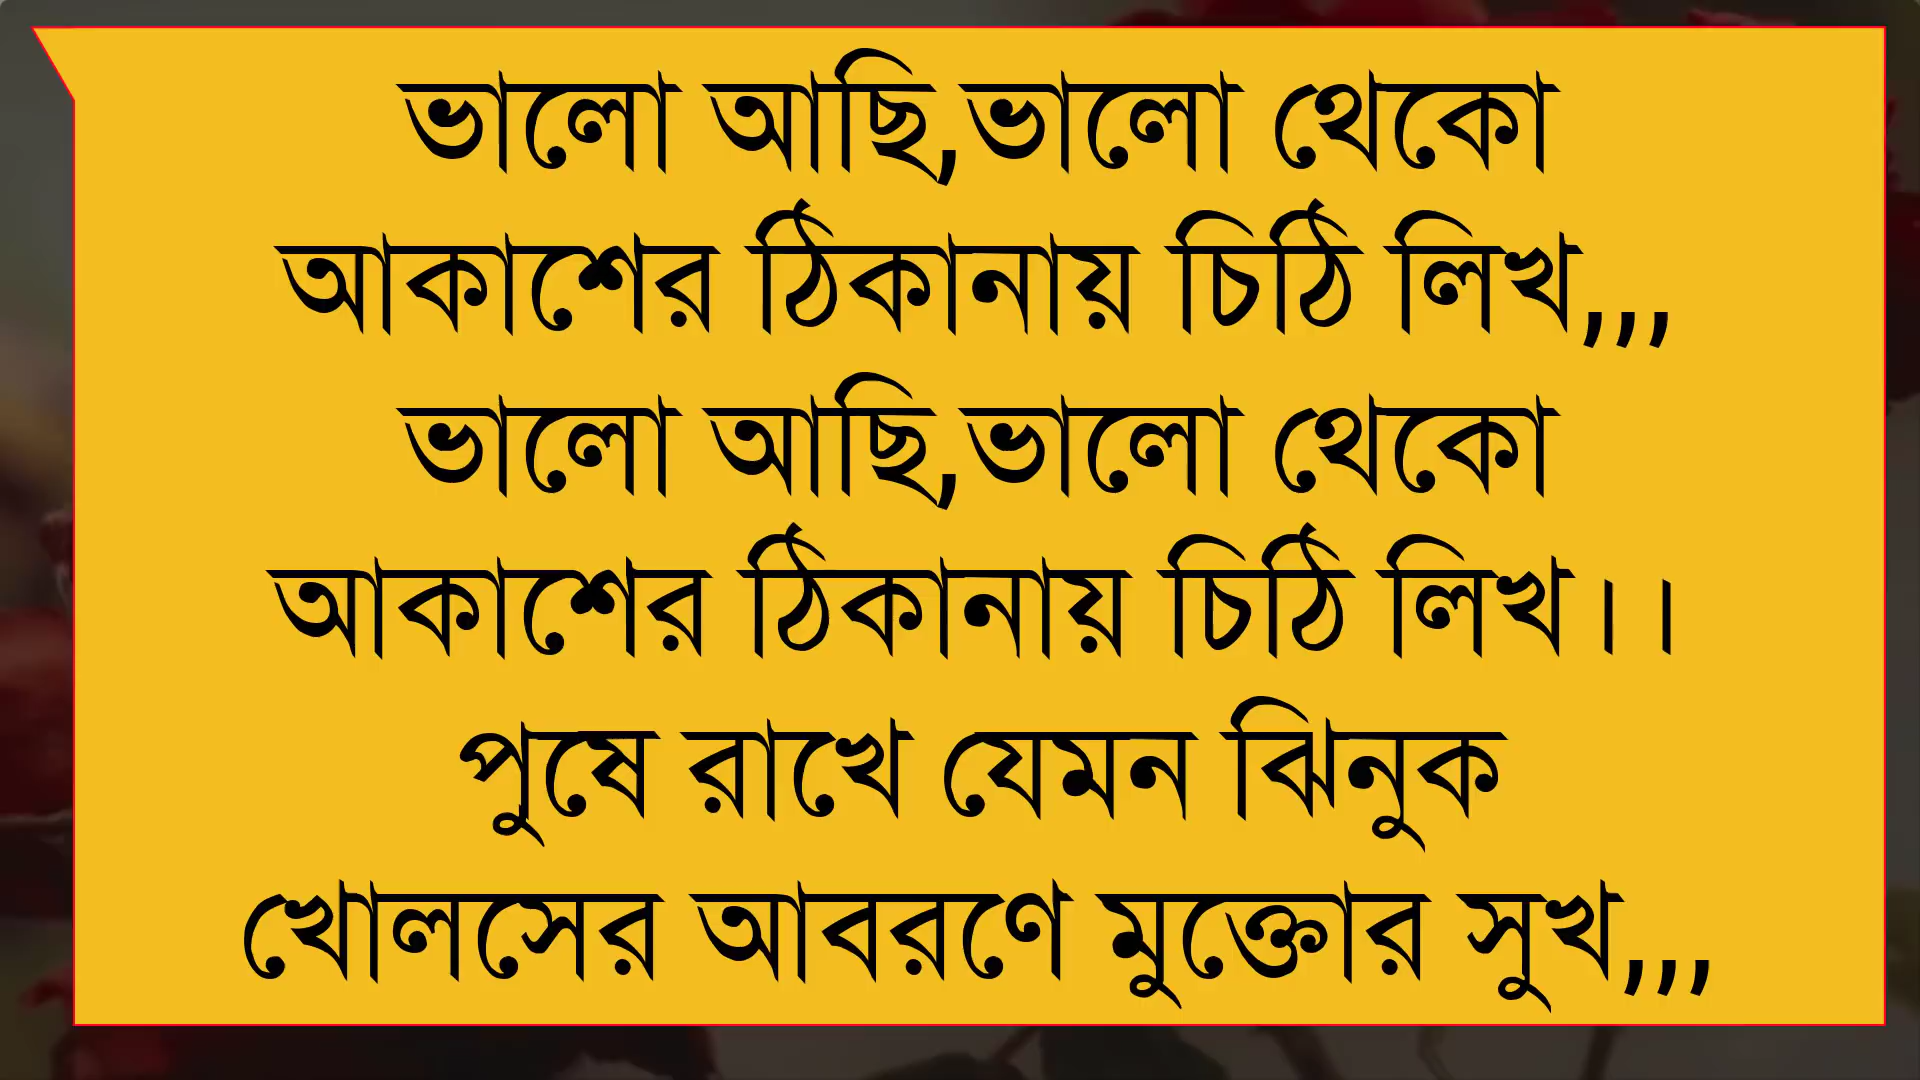 ভালো আছি,ভালো থেকো
আকাশের ঠিকানায় চিঠি লিখ,,,
ভালো আছি,ভালো থেকো
আকাশের ঠিকানায় চিঠি লিখ।।
পুষে রাখে যেমন ঝিনুক
খোলসের আবরণে মুক্তোর সুখ,,,